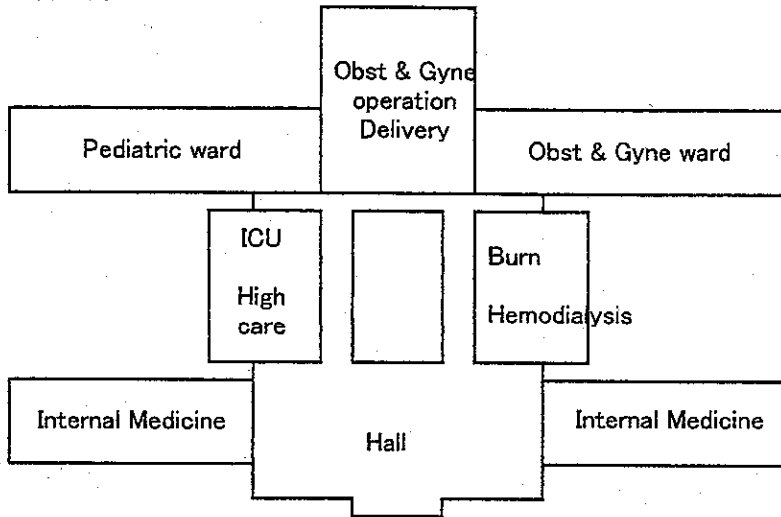 Obst & Gyne
operation
Delivery
Pediatric ward
Obst & Gyne ward
ICU
High
care
Burn
Hemodialysis
Internal Medicine
Hall
Internal Medicine